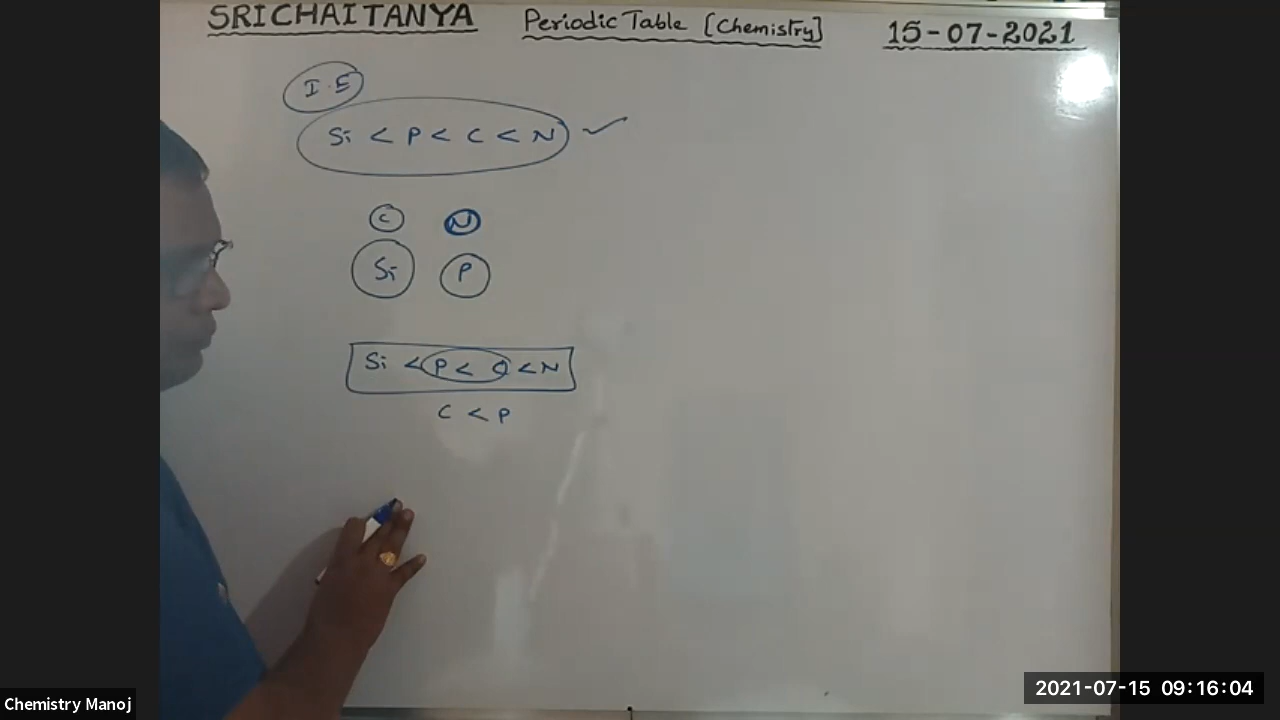 SRICHAITANYA Periodic Table [Chemistry] 15-07-2021
I.E
Si < P < C < N
C N
Si P
Si < P < C < N
C < P
Chemistry Manoj
2021-07-15 09:16:04